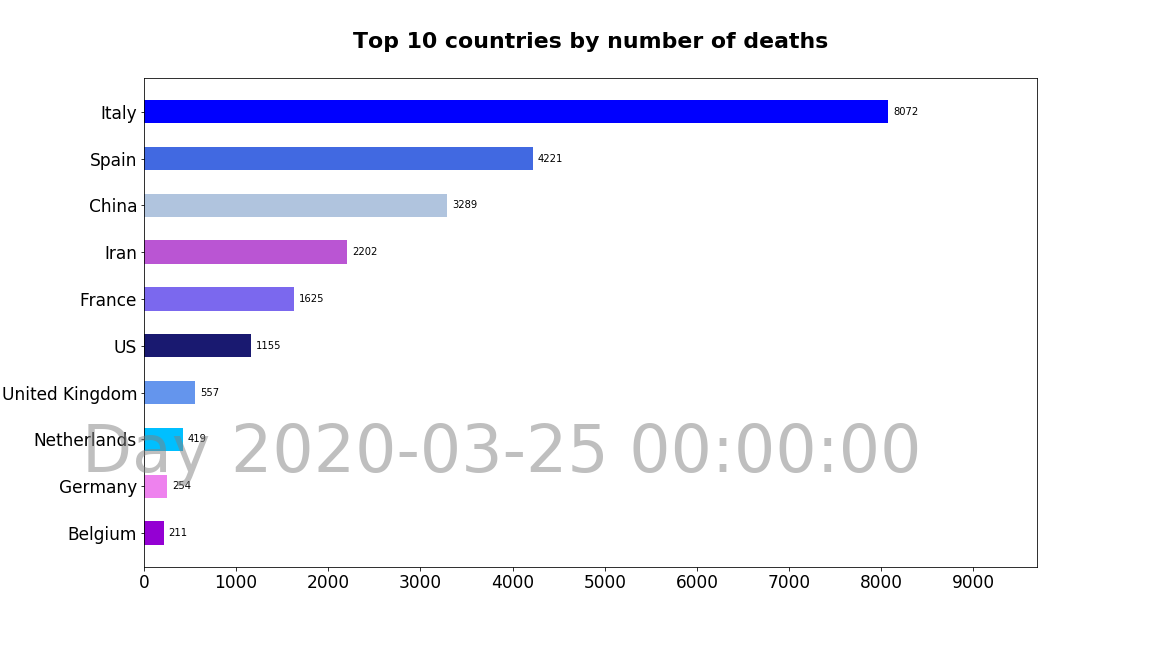 Top 10 countries by number of deaths
Italy 8072
Spain 4221
China 3289
Iran 2202
France 1625
US 1155
United Kingdom 557
Netherlands 419
Day 2020-03-25 00:00:00
Germany 254
Belgium 211
0 1000 2000 3000 4000 5000 6000 7000 8000 9000